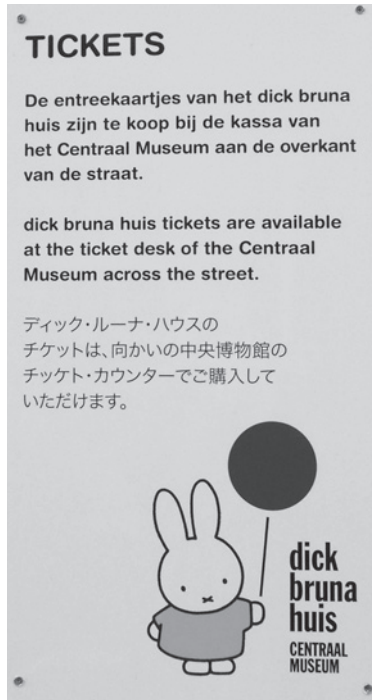 TICKETS
De entreekaartjes van het dick bruna
huis zijn te koop bij de kassa van
het Centraal Museum aan de overkant
van de straat.
dick bruna huis tickets are available
at the ticket desk of the Centraal
Museum across the street.
ディック・ルーナ・ハウスの
チケットは、向かいの中央博物館の
チッケト・カウンターでご購入して
いただけます。
dick
bruna
huis
CENTRAAL
MUSEUM